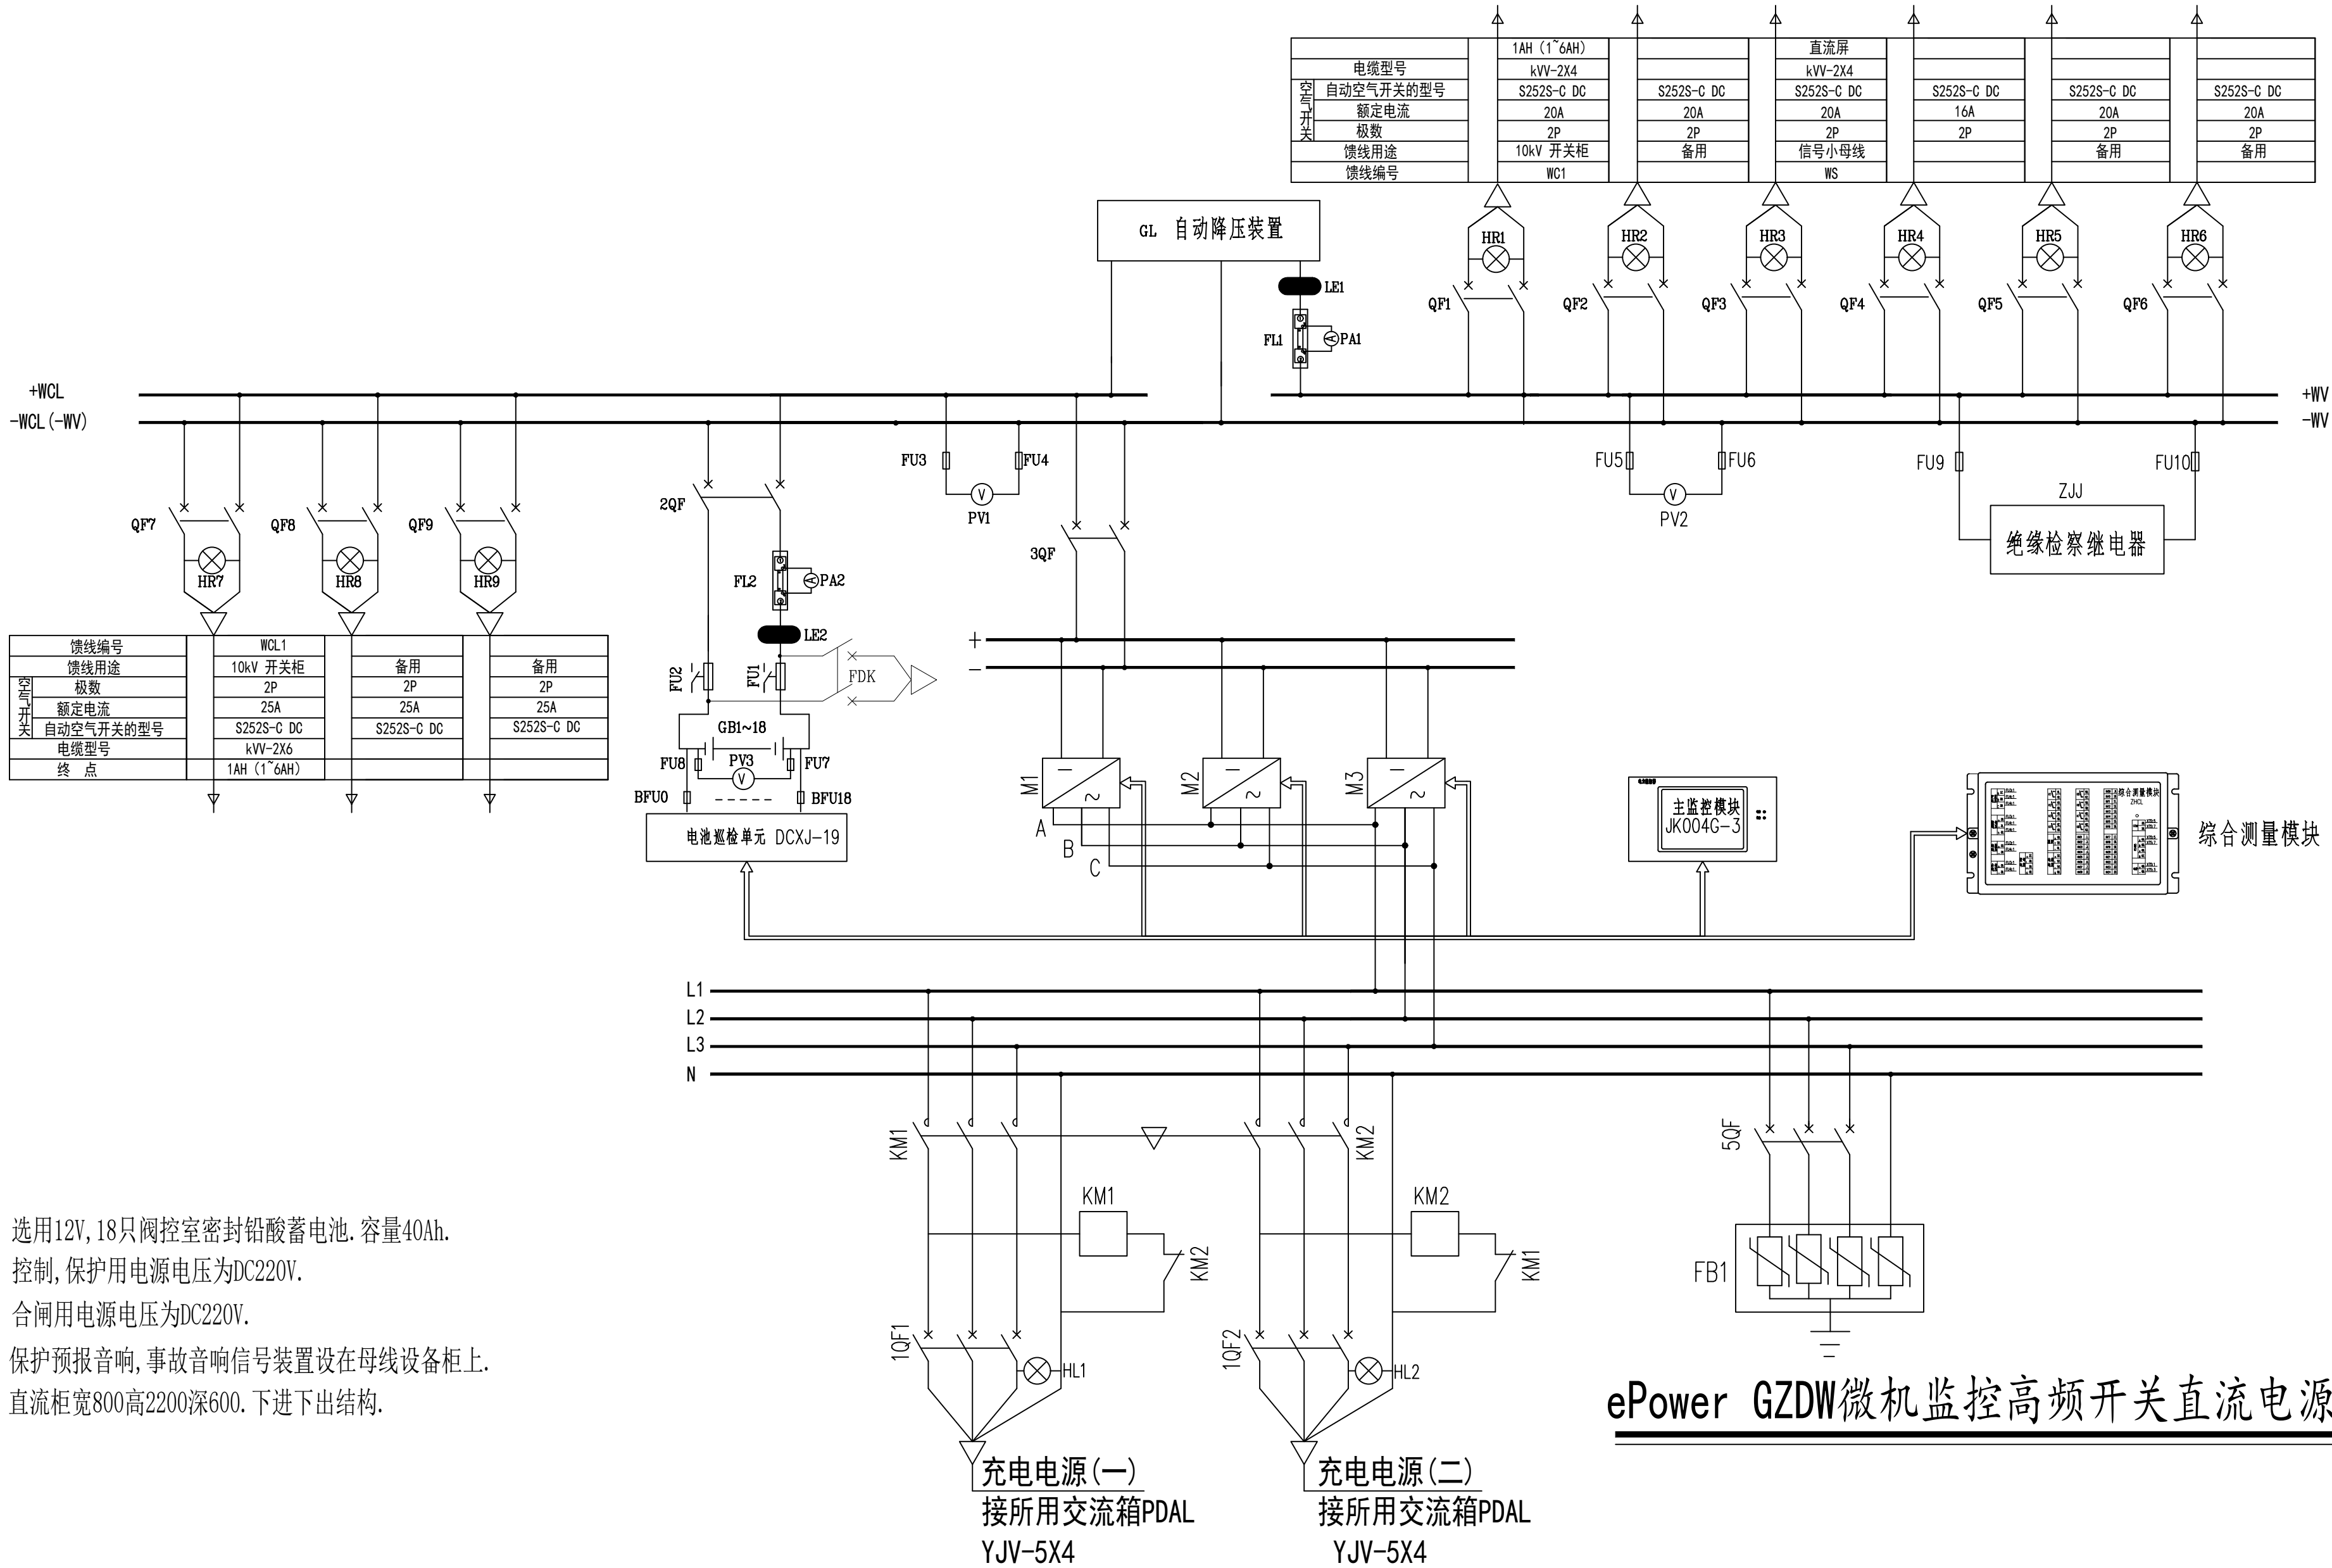 1AH (1~6AH)
直流屏
电缆型号
kVV-2X4
kVV-2X4
空气开关
自动空气开关的型号
S252S-C DC
S252S-C DC
S252S-C DC
S252S-C DC
S252S-C DC
S252S-C DC
额定电流
20A
20A
20A
16A
20A
20A
极数
2P
2P
2P
2P
2P
2P
馈线用途
10kV 开关柜
备用
信号小母线
备用
备用
馈线编号
WC1
WS
GL 自动降压装置
HR1
HR2
HR3
HR4
HR5
HR6
LE1
QF1
QF2
QF3
QF4
QF5
QF6
FL1
A
PA1
+WCL
+WV
-WCL(-WV)
-WV
FU3
FU4
FU5
FU6
FU9
FU10
V
PV1
V
PV2
ZJJ
绝缘检察继电器
QF7
QF8
QF9
2QF
3QF
HR7
HR8
HR9
FL2
A
PA2
LE2
+
-
馈线编号
WCL1
馈线用途
10kV 开关柜
备用
备用
空气开关
极数
2P
2P
2P
额定电流
25A
25A
25A
自动空气开关的型号
S252S-C DC
S252S-C DC
S252S-C DC
电缆型号
kVV-2X6
终 点
1AH (1~6AH)
FU2
FU1
FDK
GB1~18
FU8
PV3
V
FU7
BFU0
BFU18
电池巡检单元 DCXJ-19
M1
M2
M3
A
B
C
主监控模块
JK004G-3
综合测量模块
ZHCL
综合测量模块
L1
L2
L3
N
KM1
KM2
5QF
KM1
KM2
KM2
KM1
FB1
1QF1
HL1
1QF2
HL2
选用12V,18只阀控室密封铅酸蓄电池.容量40Ah.
控制,保护用电源电压为DC220V.
合闸用电源电压为DC220V.
保护预报音响,事故音响信号装置设在母线设备柜上.
直流柜宽800高2200深600.下进下出结构.
ePower GZDW微机监控高频开关直流电源
充电电源(一)
接所用交流箱PDAL
YJV-5X4
充电电源(二)
接所用交流箱PDAL
YJV-5X4